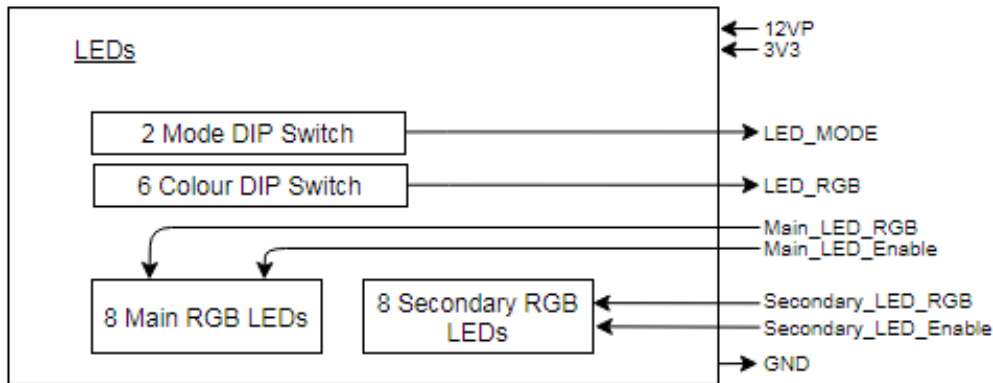 12VP
LEDs
3V3
2 Mode DIP Switch
LED_MODE
6 Colour DIP Switch
LED_RGB
Main_LED_RGB
Main_LED_Enable
8 Main RGB LEDs
8 Secondary RGB
LEDs
Secondary_LED_RGB
Secondary_LED_Enable
GND